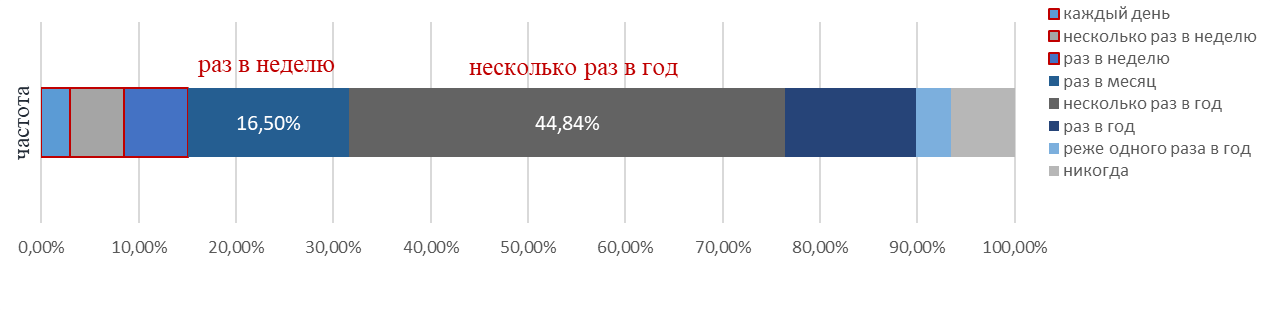 каждый день
несколько раз в неделю
раз в неделю
раз в месяц
несколько раз в год
раз в год
реже одного раза в год
никогда
раз в неделю
несколько раз в год
частота
16,50%
44,84%
0,00% 10,00% 20,00% 30,00% 40,00% 50,00% 60,00% 70,00% 80,00% 90,00% 100,00%